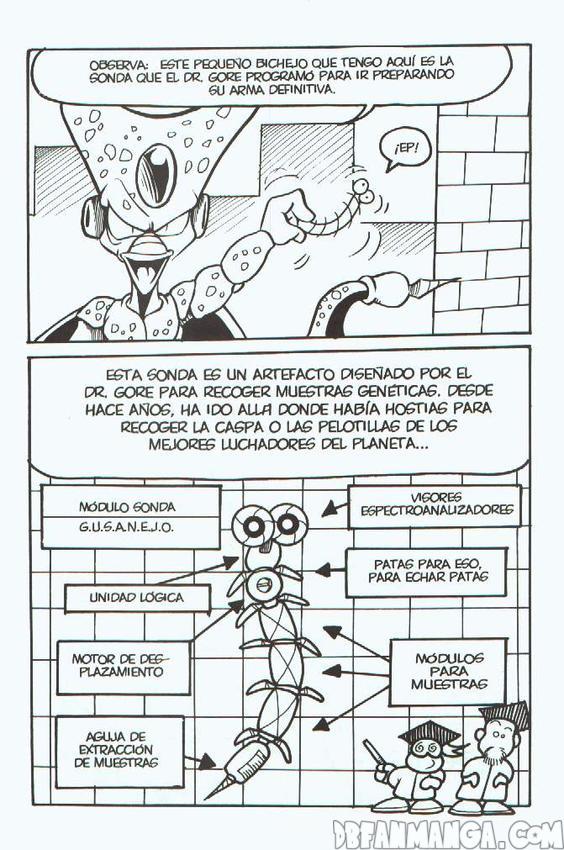 OBSERVA: ESTE PEQUEÑO BICHEJO QUE TENGO AQUÍ ES LA
SONDA QUE EL DR. GORE PROGRAMÓ PARA IR PREPARANDO
SU ARMA DEFINITIVA.
¡EP!
ESTA SONDA ES UN ARTEFACTO DISEÑADO POR EL
DR. GORE PARA RECOGER MUESTRAS GENÉTICAS. DESDE
HACE AÑOS, HA IDO ALLÁ DONDE HABÍA HOSTIAS PARA
RECOGER LA CASPA O LAS PELOTILLAS DE LOS
MEJORES LUCHADORES DEL PLANETA...
MÓDULO SONDA
G.U.S.A.N.E.J.O.
VISORES
ESPECTROANALIZADORES
PATAS PARA ESO,
PARA ECHAR PATAS
UNIDAD LÓGICA
MOTOR DE DES-
PLAZAMIENTO
MÓDULOS
PARA
MUESTRAS
AGUJA DE
EXTRACCIÓN
DE MUESTRAS
DBFANMANGA.COM